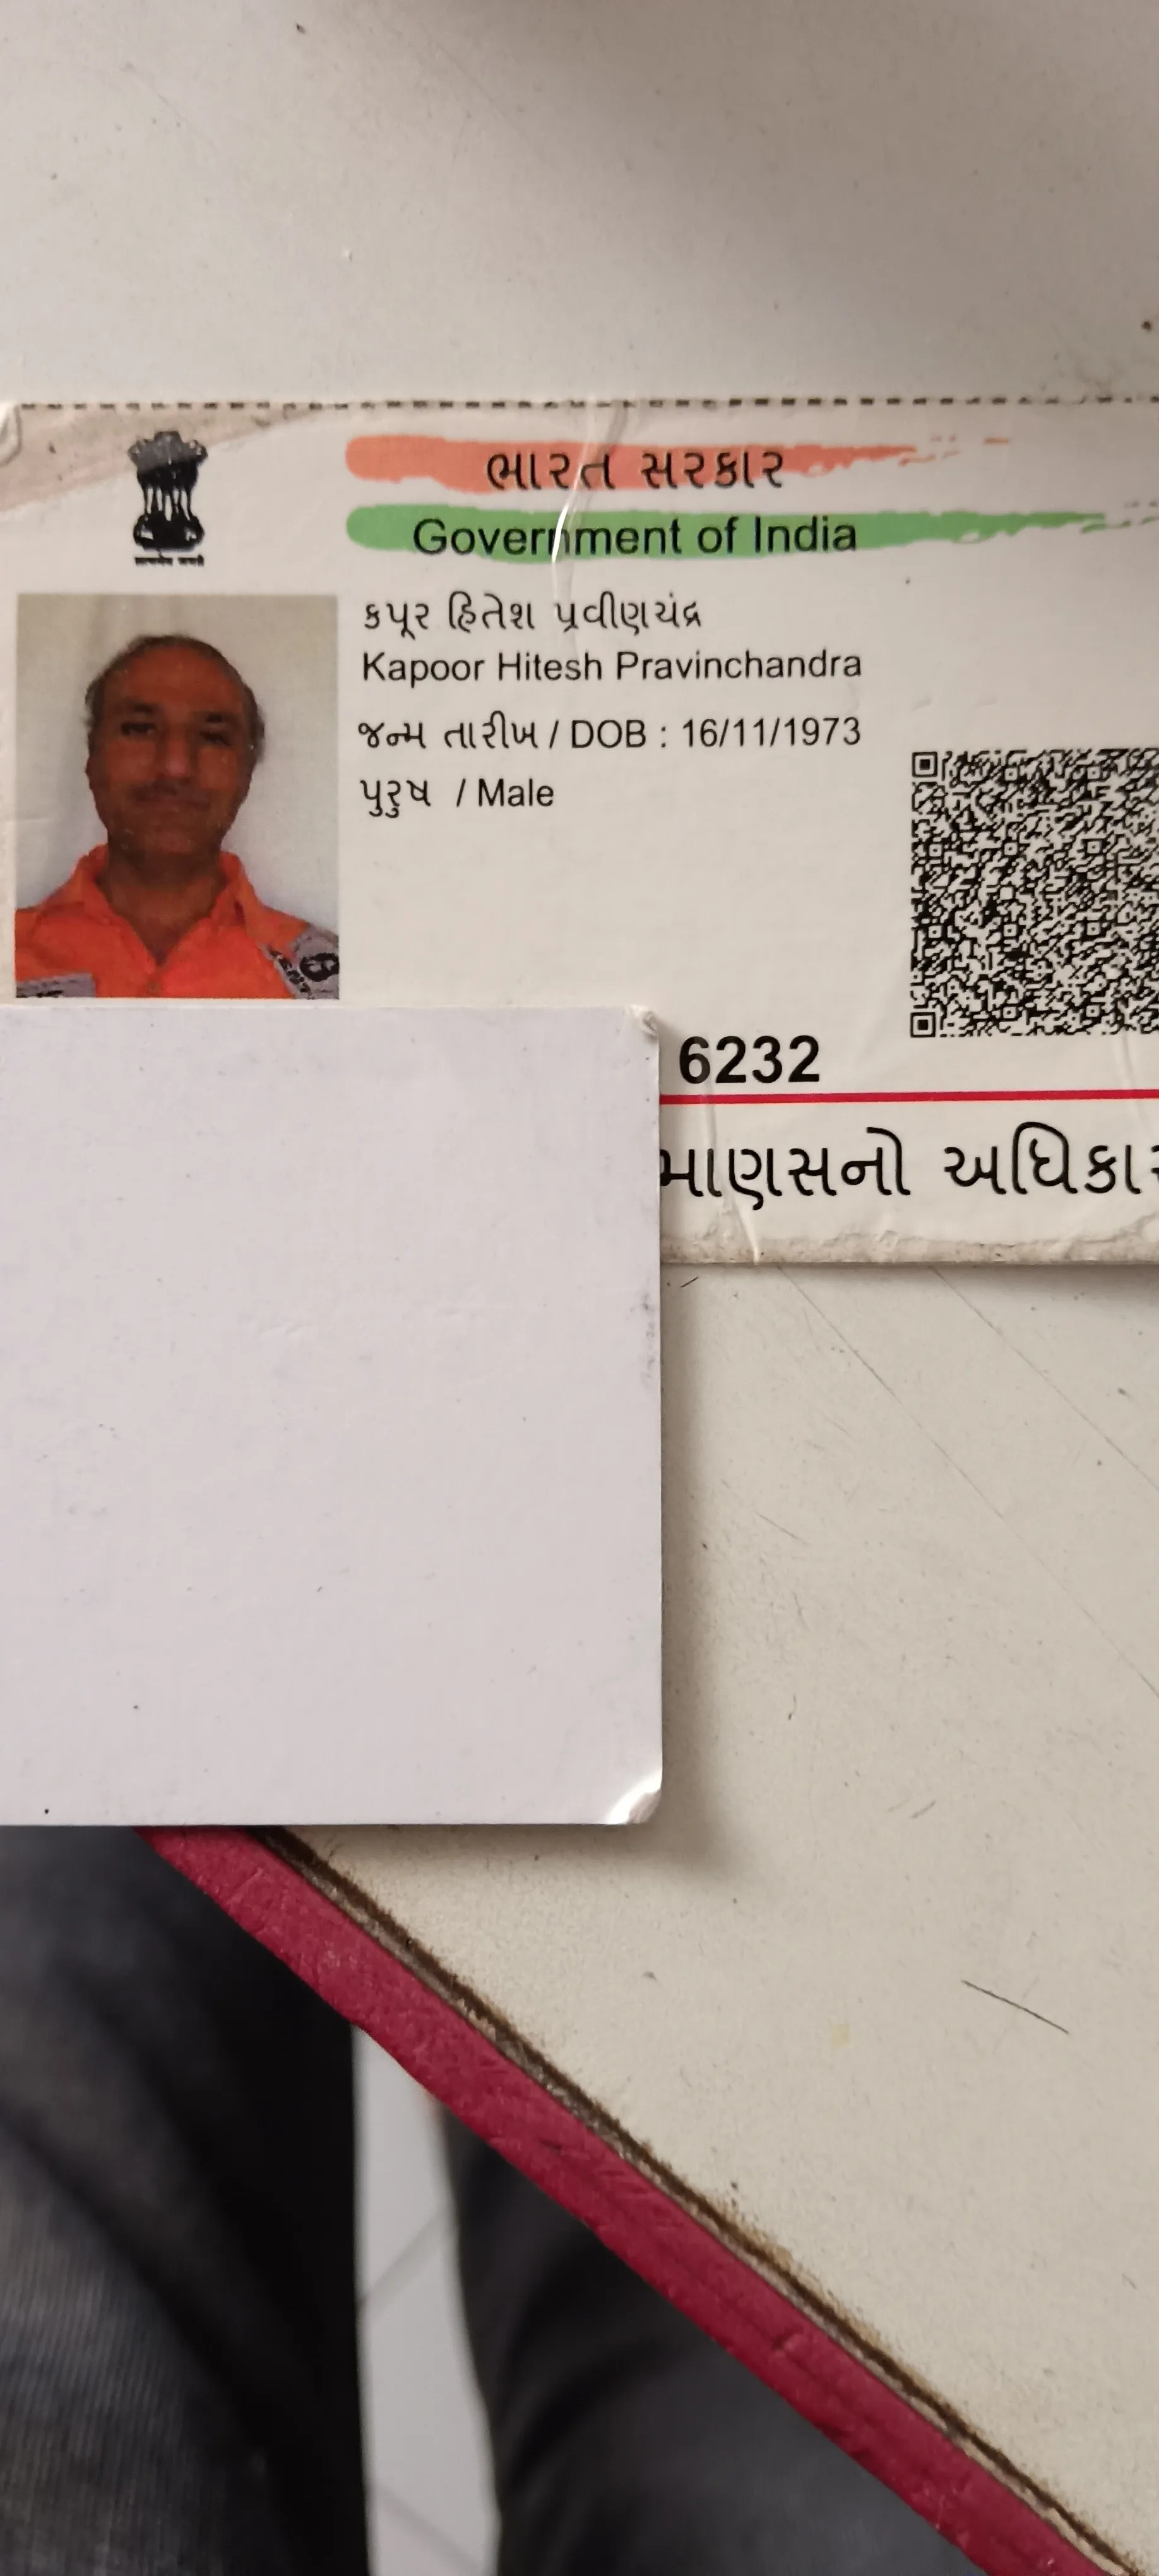 ભારત સરકાર
Government of India
કપૂર હિતેશ પ્રવીણચંદ્ર
Kapoor Hitesh Pravinchandra
જન્મ તારીખ / DOB : 16/11/1973
પુરુષ / Male
6232
માણસનો